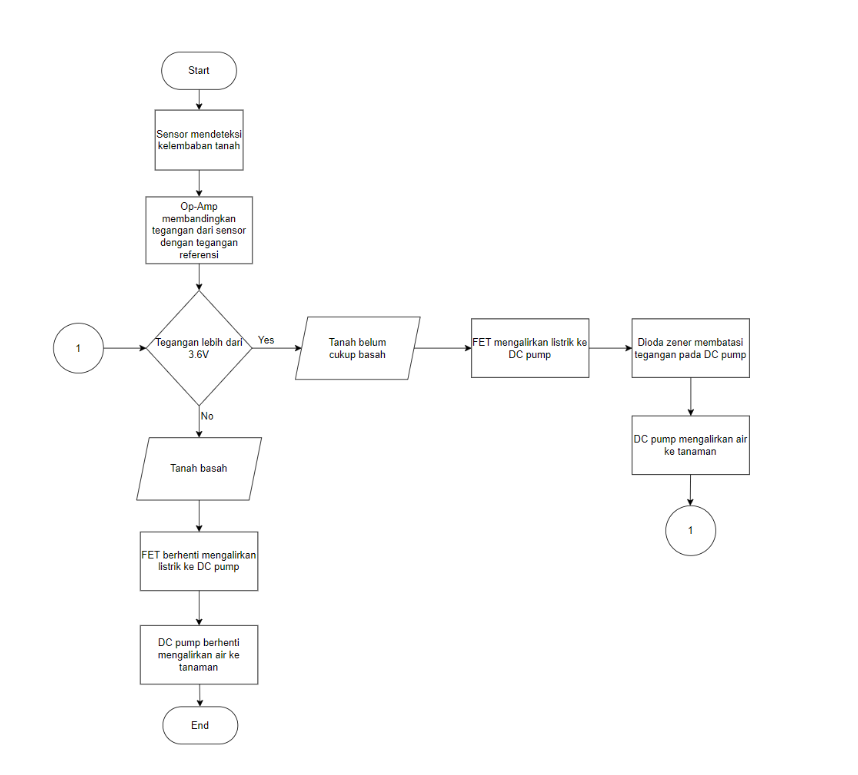 Start
Sensor mendeteksi
kelembaban tanah
Op-Amp
membandingkan
tegangan dari sensor
dengan tegangan
referensi
1
Tegangan lebih dari
3.6V
Yes
Tanah belum
cukup basah
FET mengalirkan listrik ke
DC pump
Dioda zener membatasi
tegangan pada DC pump
DC pump mengalirkan air
ke tanaman
1
No
Tanah basah
FET berhenti mengalirkan
listrik ke DC pump
DC pump berhenti
mengalirkan air ke
tanaman
End